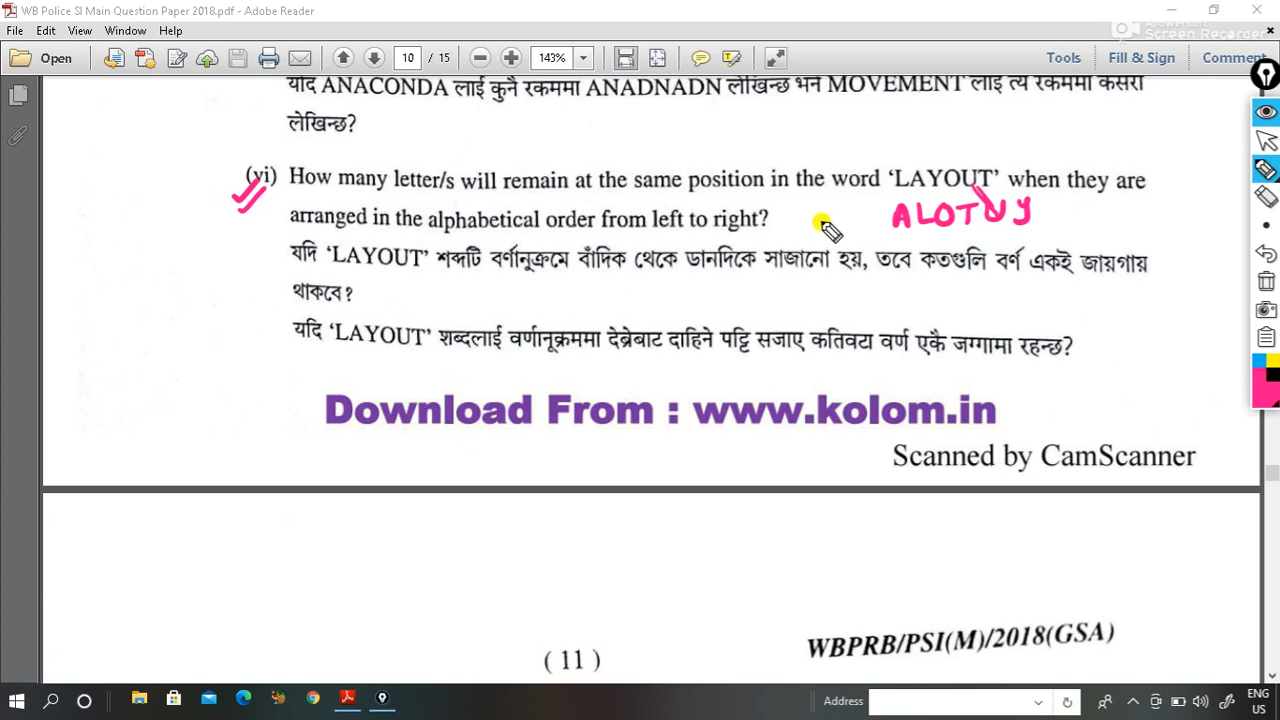 WB Police SI Main Question Paper 2018.pdf - Adobe Reader
Apowersoft
Screen Recorder
File Edit View Window Help
Open 10 / 15 143% Tools Fill & Sign Comment
यदि ANACONDA लाई कुनै रकममा ANADNADN लेखिन्छ भने MOVEMENT लाई त्यै रकममा कसरी
लेखिन्छ?
(vi) How many letter/s will remain at the same position in the word ‘LAYOUT’ when they are
arranged in the alphabetical order from left to right?
ALOTUY
যদি ‘LAYOUT’ শব্দটি বর্ণানুক্রমে বাঁদিক থেকে ডানদিকে সাজানো হয়, তবে কতগুলি বর্ণ একই জায়গায়
থাকবে?
यदि ‘LAYOUT’ शब्दलाई वर्णानूक्रममा देब्रेबाट दाहिने पट्टि सजाए कतिवटा वर्ण एकै जग्गामा रहन्छ?
Download From : www.kolom.in
Scanned by CamScanner
WBPRB/PSI(M)/2018(GSA)
( 11 )
Address
ENG
US